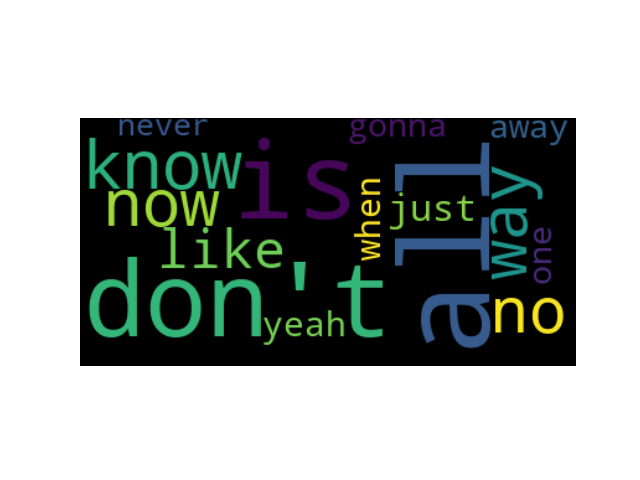 never
gonna
away
know
is
all
now
when
just
way
like
one
don't
yeah
no